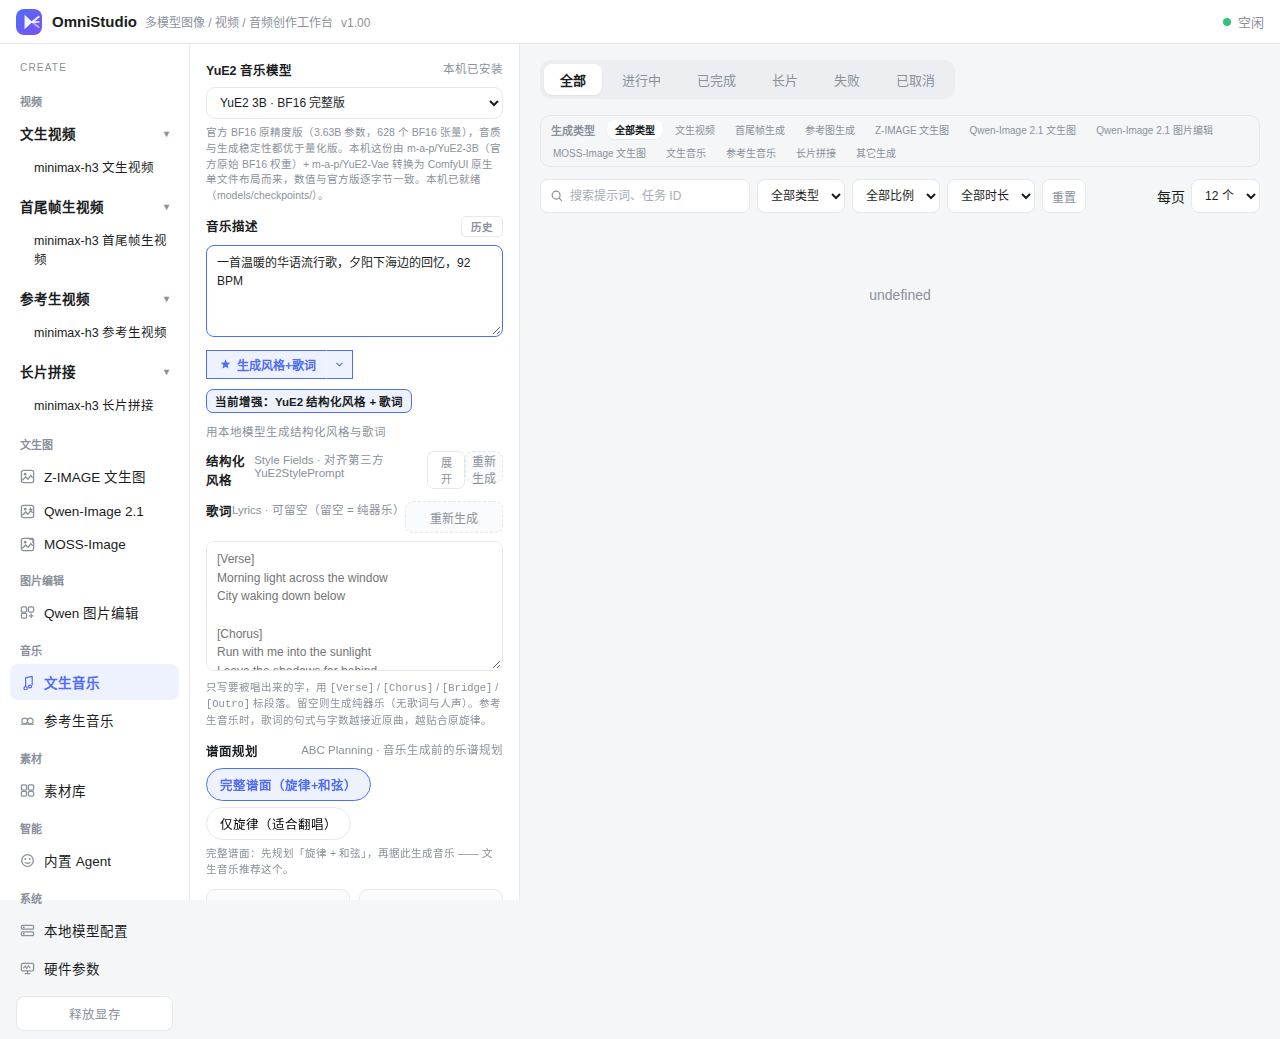 OmniStudio 多模型图像 / 视频 / 音频创作工作台 v1.00
空闲
CREATE
视频
文生视频
minimax-h3 文生视频
首尾帧生视频
minimax-h3 首尾帧生视
频
参考生视频
minimax-h3 参考生视频
长片拼接
minimax-h3 长片拼接
文生图
Z-IMAGE 文生图
Qwen-Image 2.1
MOSS-Image
图片编辑
Qwen 图片编辑
音乐
文生音乐
参考生音乐
素材
素材库
智能
内置 Agent
系统
本地模型配置
硬件参数
释放显存
YuE2 音乐模型 本机已安装
YuE2 3B · BF16 完整版
官方 BF16 原精度版（3.63B 参数，628 个 BF16 张量），音质
与生成稳定性都优于量化版。本机这份由 m-a-p/YuE2-3B（官
方原始 BF16 权重）+ m-a-p/YuE2-Vae 转换为 ComfyUI 原生
单文件布局而来，数值与官方版逐字节一致。本机已就绪
（models/checkpoints/）。
音乐描述 历史
一首温暖的华语流行歌，夕阳下海边的回忆，92
BPM
生成风格+歌词
当前增强：YuE2 结构化风格 + 歌词
用本地模型生成结构化风格与歌词
结构化
风格
Style Fields · 对齐第三方
YuE2StylePrompt
展
开
重新
生成
歌词 Lyrics · 可留空（留空 = 纯器乐） 重新生成
[Verse]
Morning light across the window
City waking down below
[Chorus]
Run with me into the sunlight
Leave the shadows far behind
只写要被唱出来的字，用 [Verse] / [Chorus] / [Bridge] /
[Outro] 标段落。留空则生成纯器乐（无歌词与人声）。参考
生音乐时，歌词的句式与字数越接近原曲，越贴合原旋律。
谱面规划 ABC Planning · 音乐生成前的乐谱规划
完整谱面（旋律+和弦）
仅旋律（适合翻唱）
完整谱面：先规划「旋律 + 和弦」，再据此生成音乐 —— 文
生音乐推荐这个。
全部 进行中 已完成 长片 失败 已取消
生成类型 全部类型 文生视频 首尾帧生成 参考图生成 Z-IMAGE 文生图 Qwen-Image 2.1 文生图 Qwen-Image 2.1 图片编辑
MOSS-Image 文生图 文生音乐 参考生音乐 长片拼接 其它生成
搜索提示词、任务 ID 全部类型 全部比例 全部时长 重置 每页 12 个
undefined